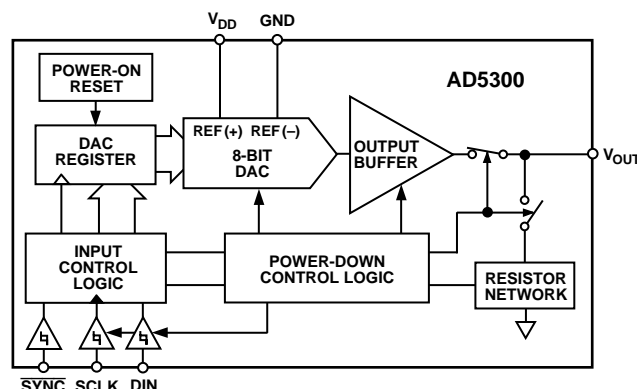 VDD GND
POWER-ON
RESET
AD5300
REF (+) REF (–)
DAC
REGISTER
8-BIT
DAC
OUTPUT
BUFFER
VOUT
INPUT
CONTROL
LOGIC
POWER-DOWN
CONTROL LOGIC
RESISTOR
NETWORK
SYNC SCLK DIN